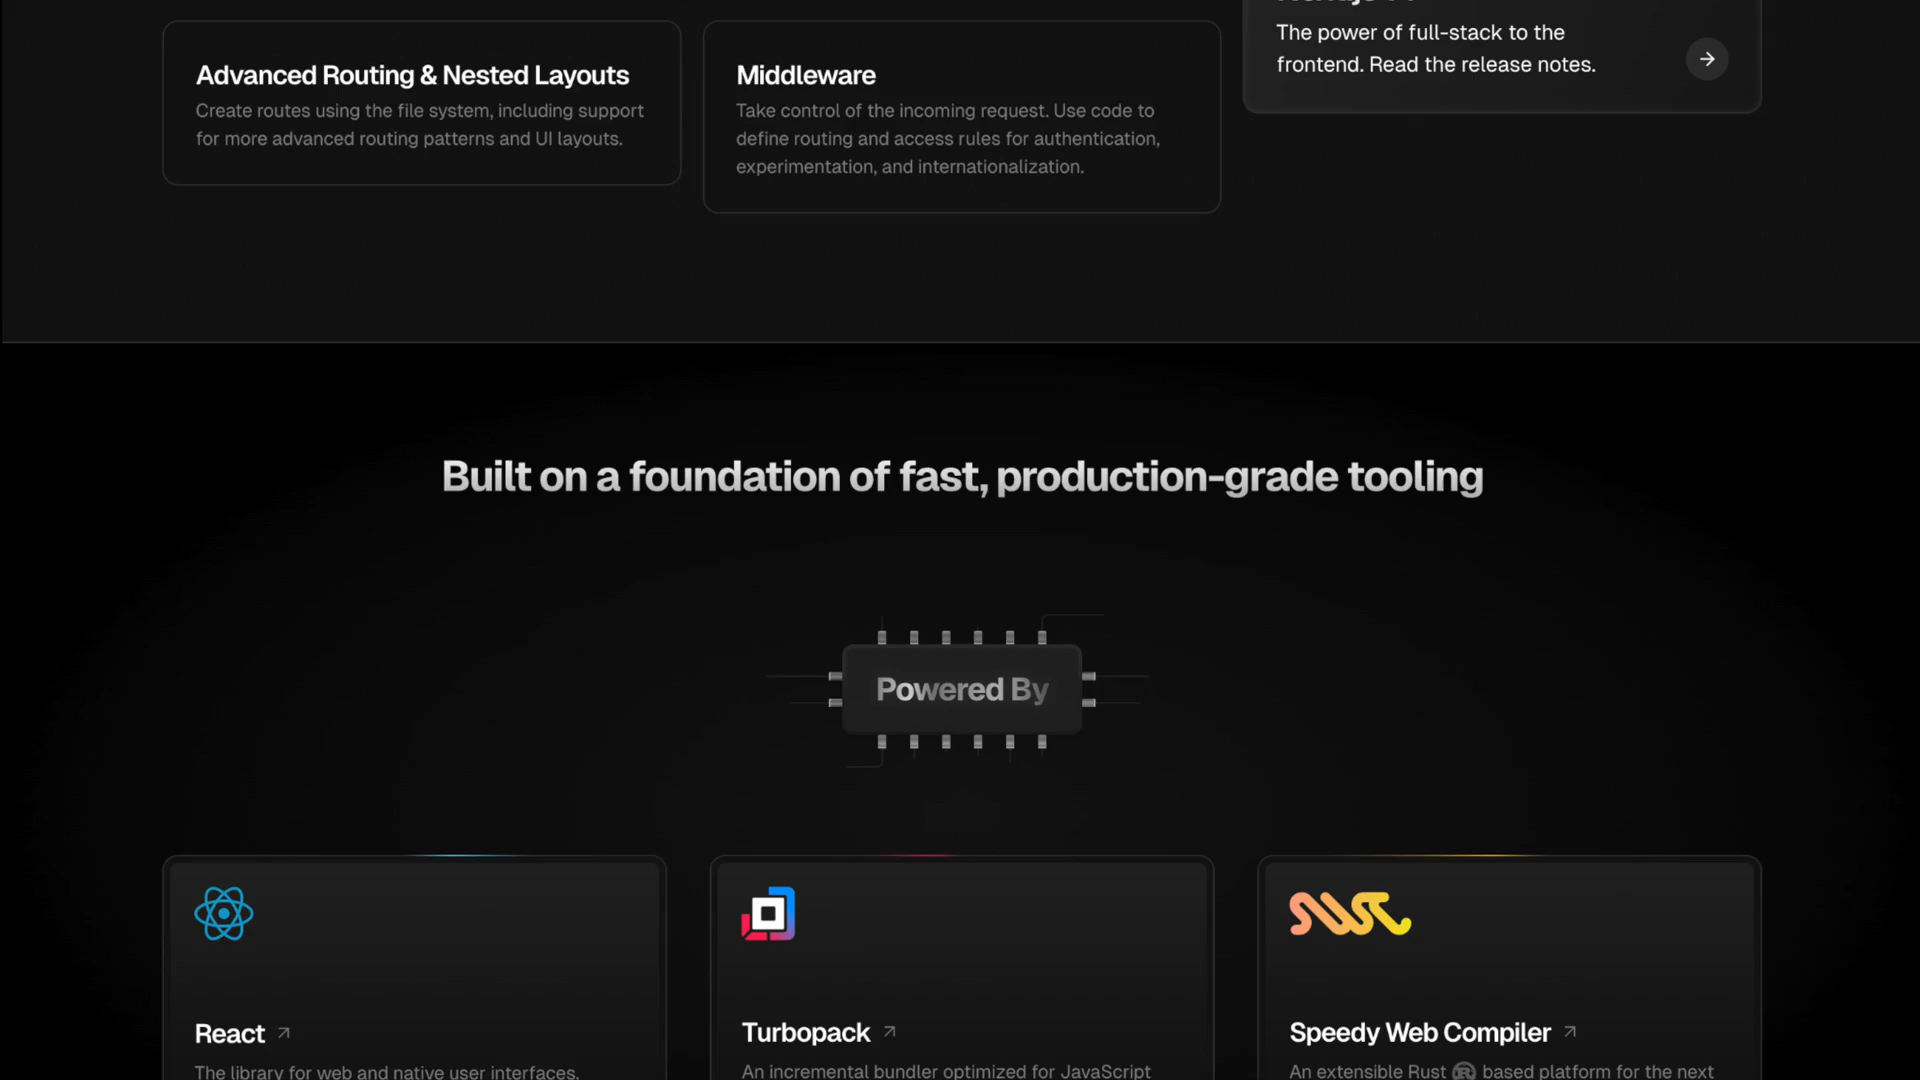 Advanced Routing & Nested Layouts
Create routes using the file system, including support
for more advanced routing patterns and UI layouts.
Middleware
Take control of the incoming request. Use code to
define routing and access rules for authentication,
experimentation, and internationalization.
The power of full-stack to the
frontend. Read the release notes.
Built on a foundation of fast, production-grade tooling
Powered By
React
The library for web and native user interfaces.
Turbopack
An incremental bundler optimized for JavaScript
Speedy Web Compiler
An extensible Rust based platform for the next